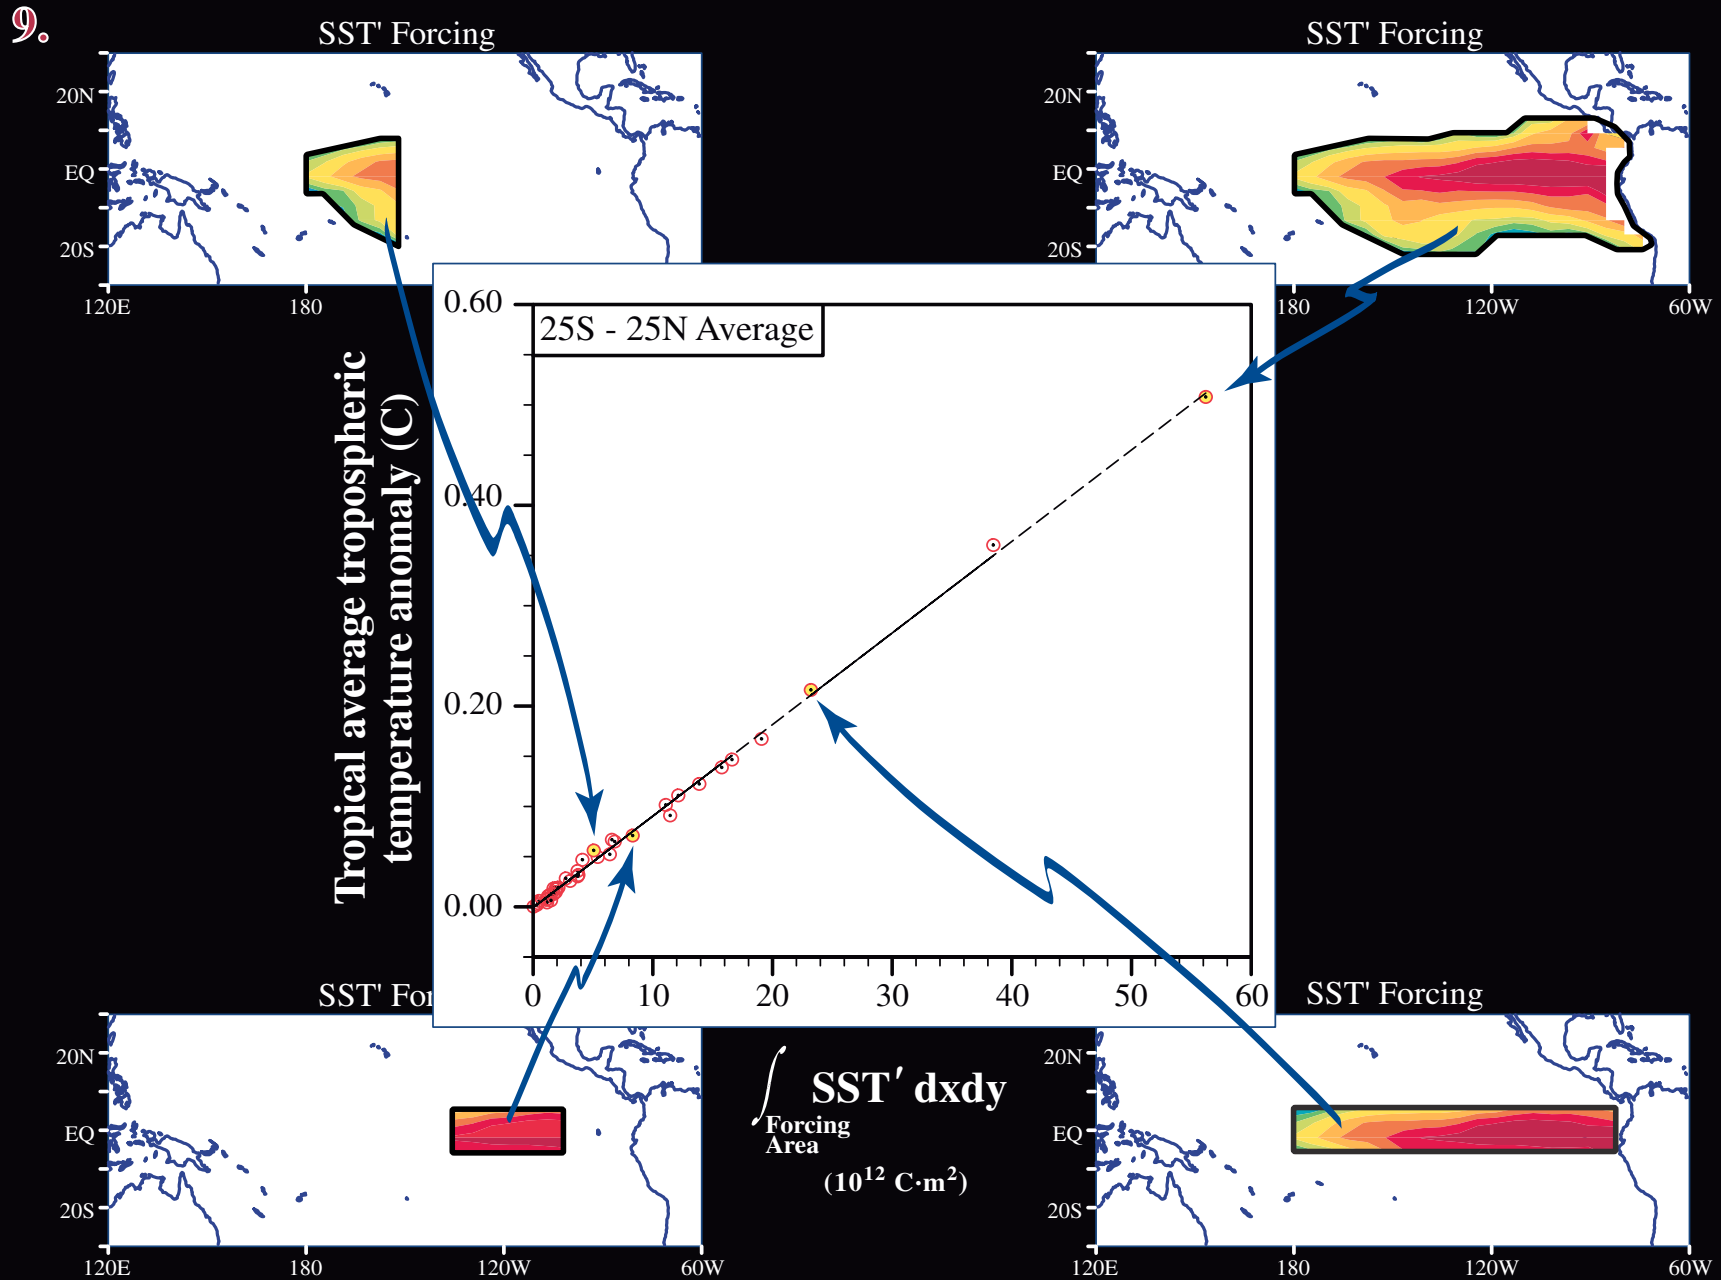 9.
SST' Forcing
20N
EQ
20S
120E
180
SST' Forcing
20N
EQ
20S
180
120W
60W
Tropical average tropospheric
temperature anomaly (C)
25S - 25N Average
0.60
0.40
0.20
0.00
0 10 20 30 40 50 60
SST' For
20N
EQ
20S
120E
180
120W
60W
∫ SST′ dxdy
Forcing
Area
(10¹² C·m²)
SST' Forcing
20N
EQ
20S
120E
180
120W
60W